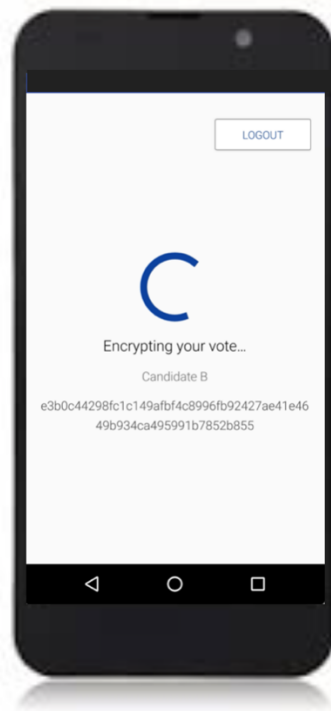 LOGOUT
Encrypting your vote...
Candidate B
e3b0c44298fc1c149afbf4c8996fb92427ae41e46
49b934ca495991b7852b855